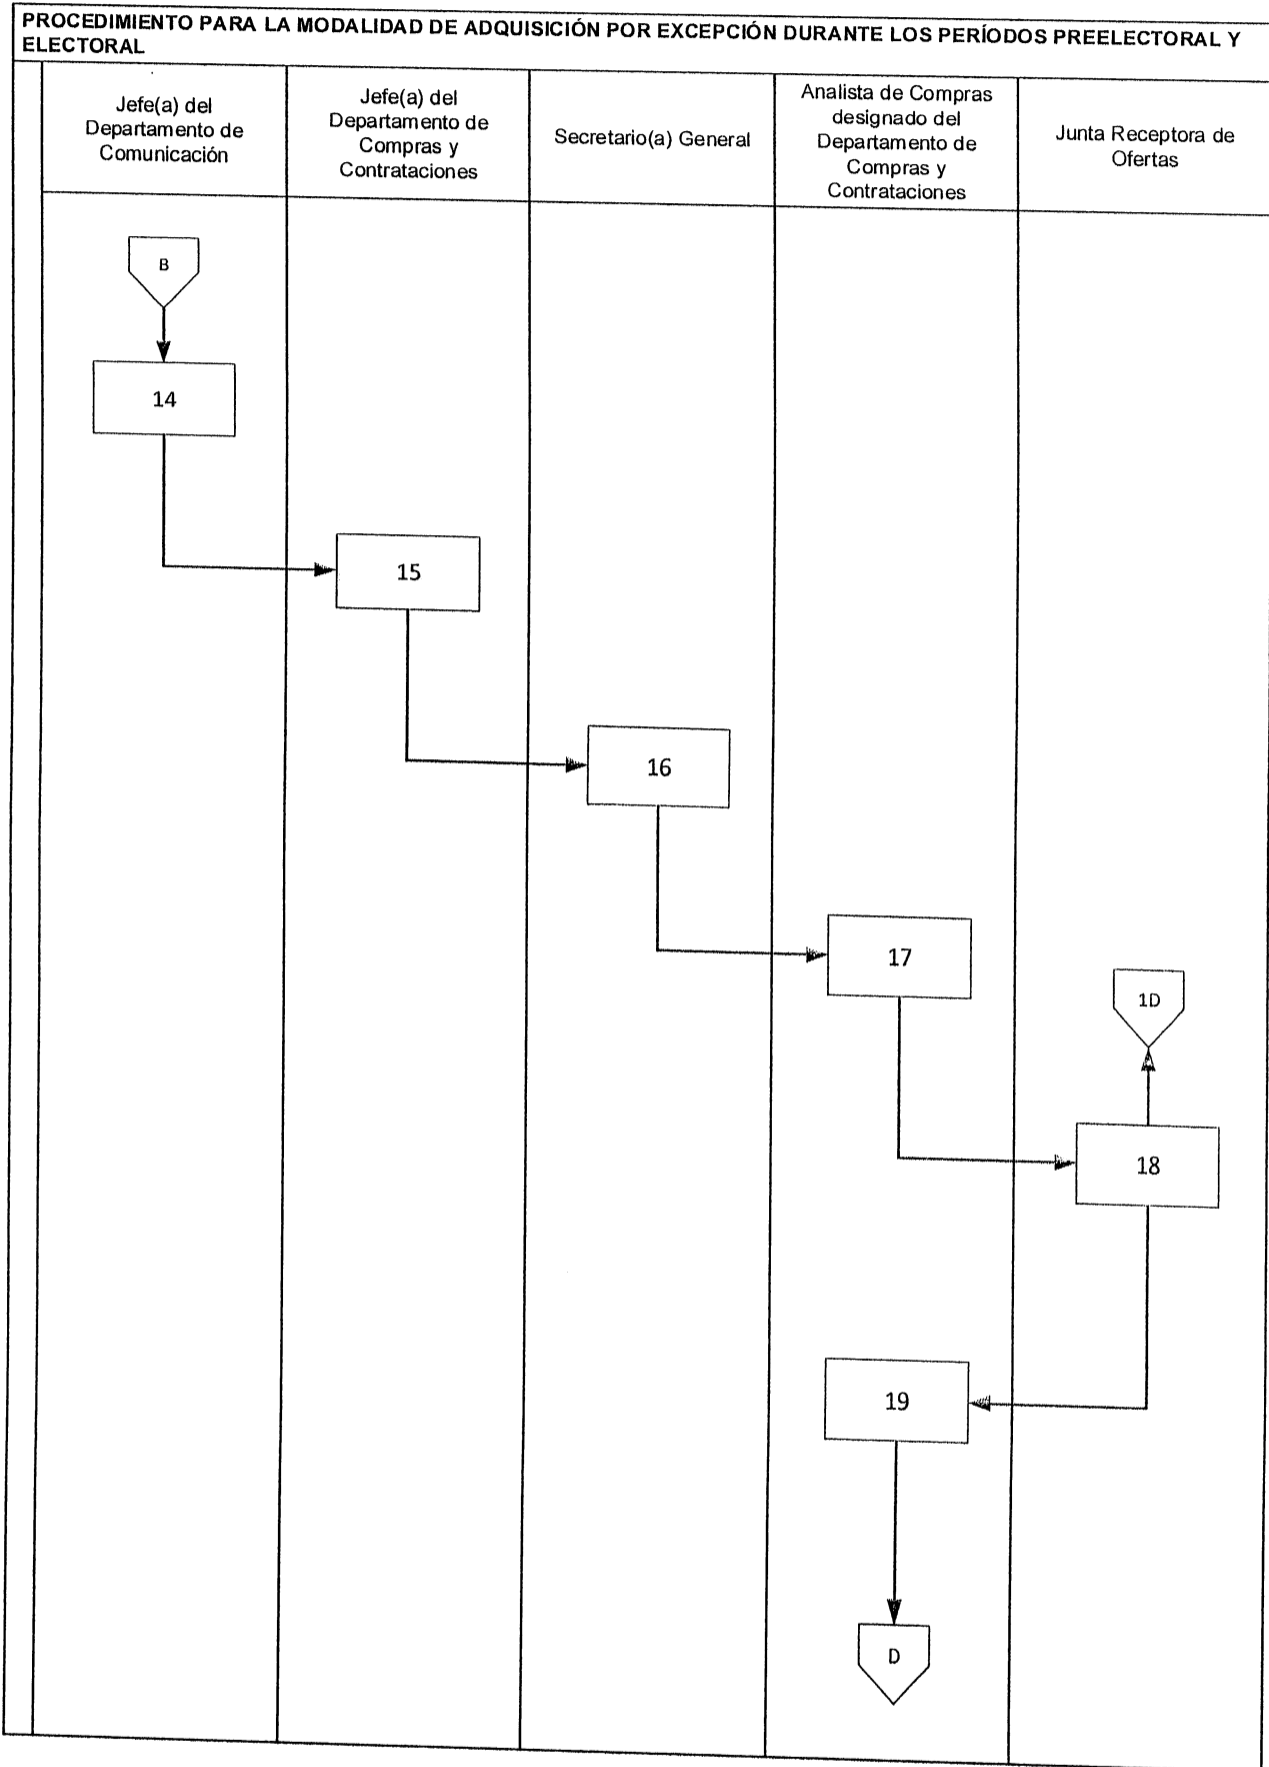 PROCEDIMIENTO PARA LA MODALIDAD DE ADQUISICIÓN POR EXCEPCIÓN DURANTE LOS PERÍODOS PREELECTORAL Y
ELECTORAL
Jefe(a) del
Departamento de
Comunicación
Jefe(a) del
Departamento de
Compras y
Contrataciones
Secretario(a) General
Analista de Compras
designado del
Departamento de
Compras y
Contrataciones
Junta Receptora de
Ofertas
B
14
15
16
17
1D
18
19
D